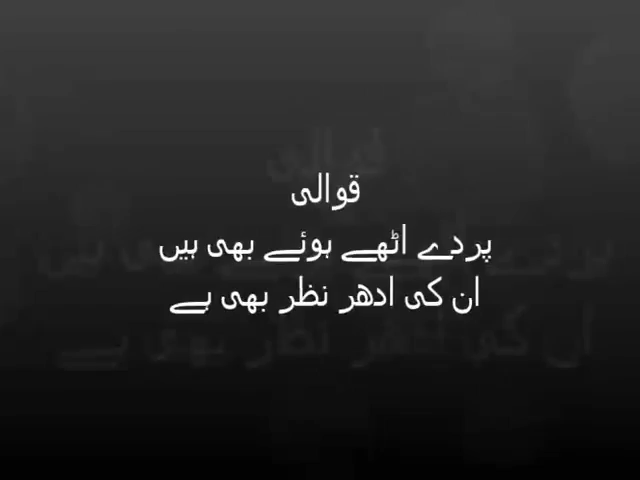 قوالی
پردے اٹھے ہوئے بھی ہیں
ان کی ادھر نظر بھی ہے